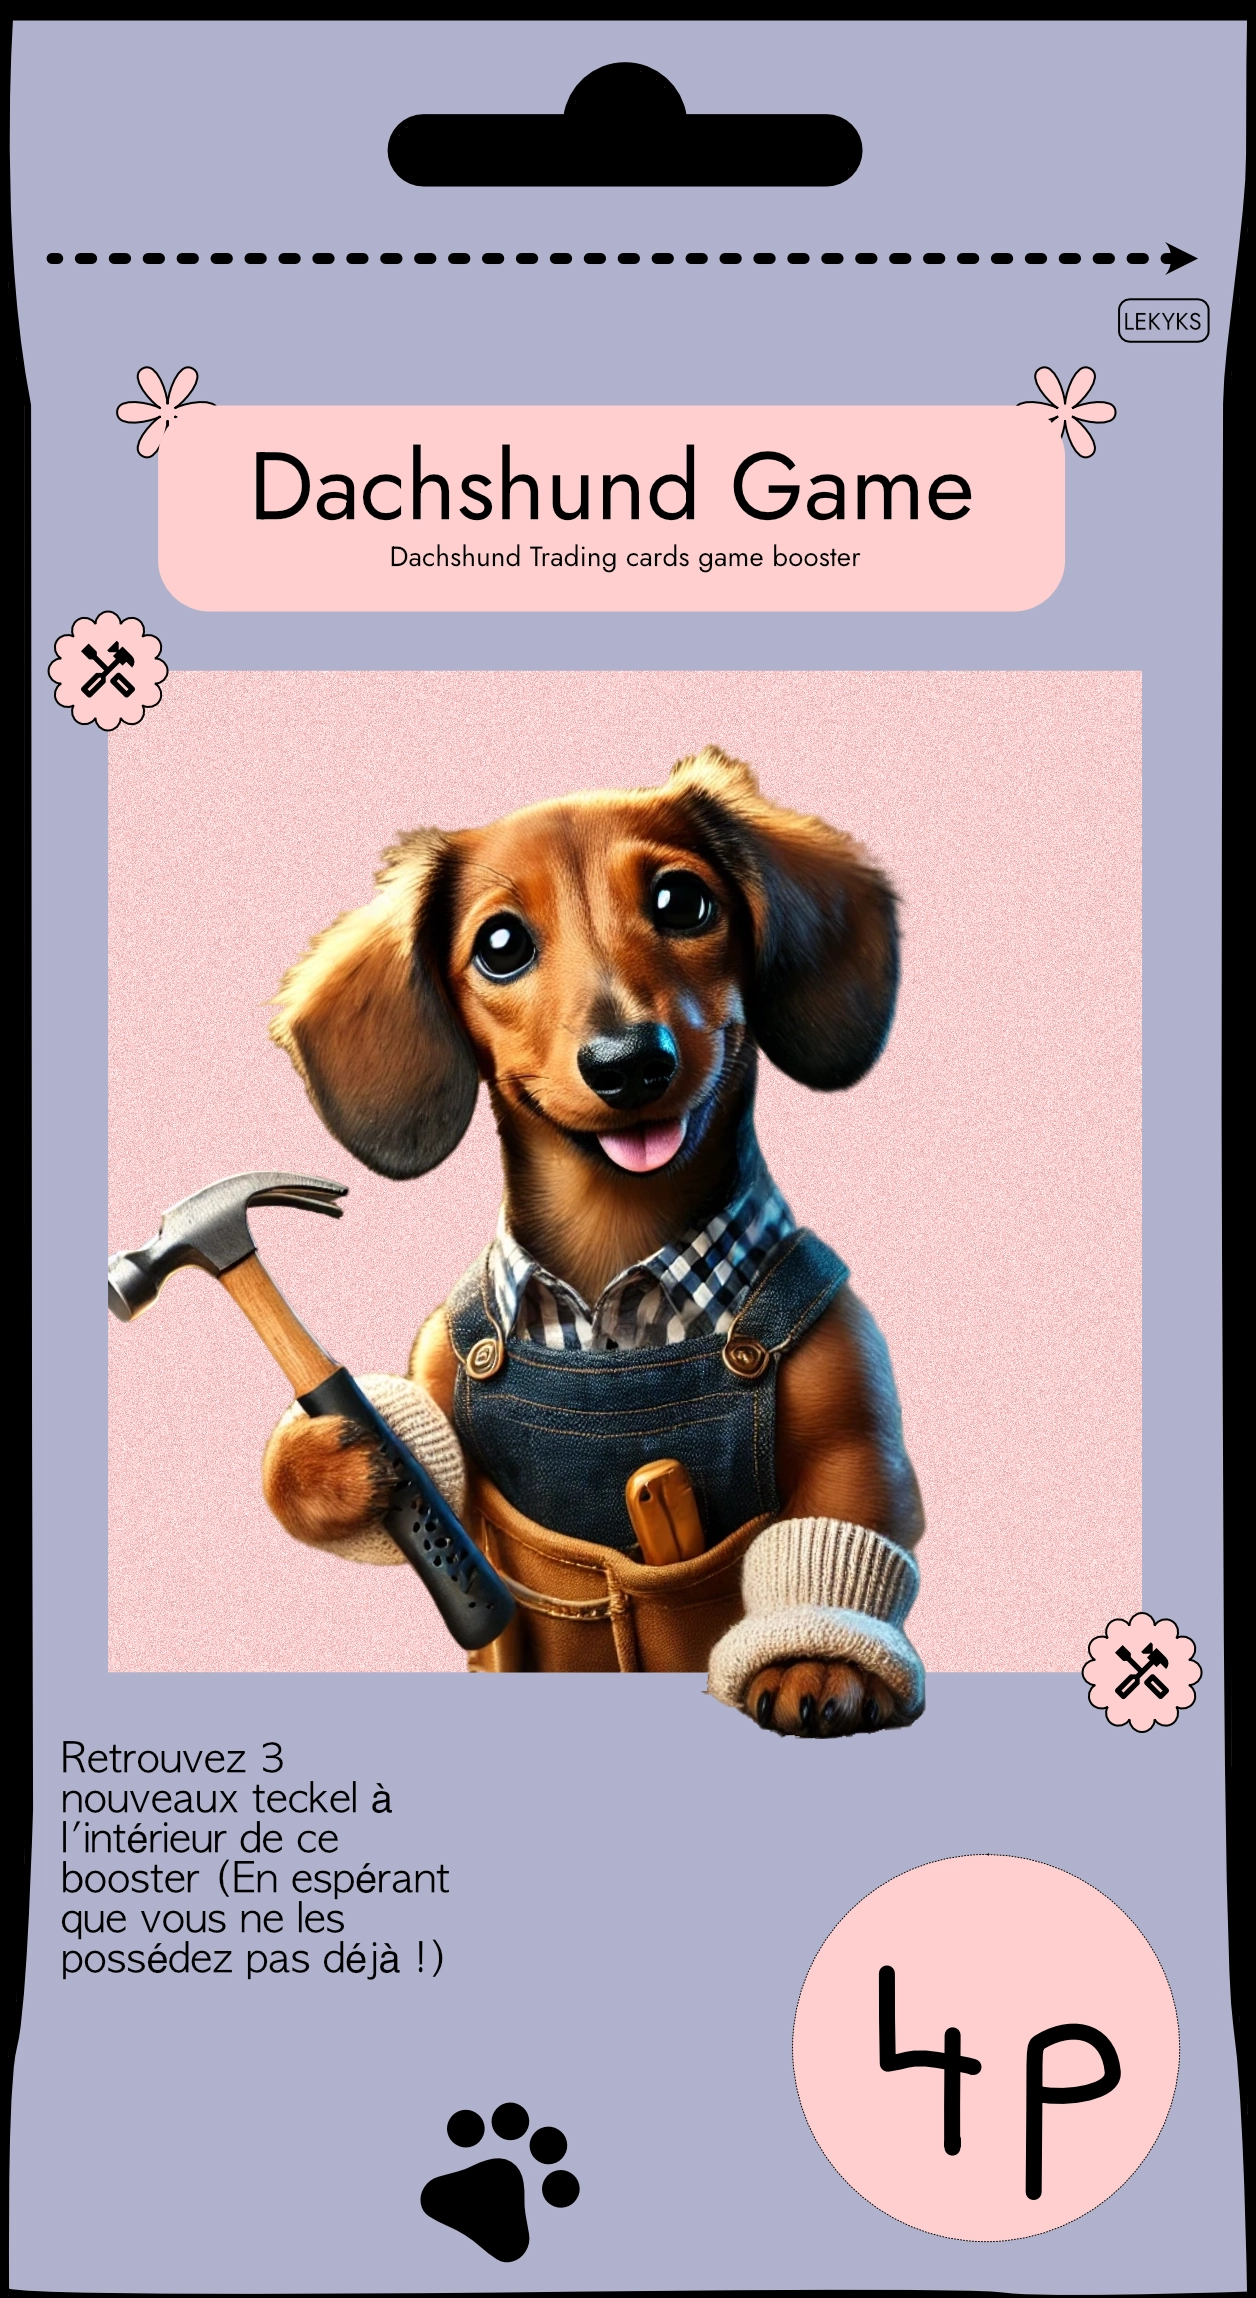 LEKYKS
Dachshund Game
Dachshund Trading cards game booster
Retrouvez 3
nouveaux teckel à
l'intérieur de ce
booster (En espérant
que vous ne les
possédez pas déjà !)
4p